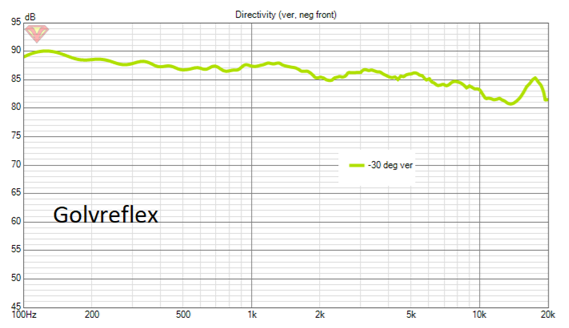 Directivity (ver, neg front)
95 dB
90
85
80
75
70
65
60
55
50
45
-30 deg ver
Golvreflex
100Hz 200 500 1k 2k 5k 10k 20k